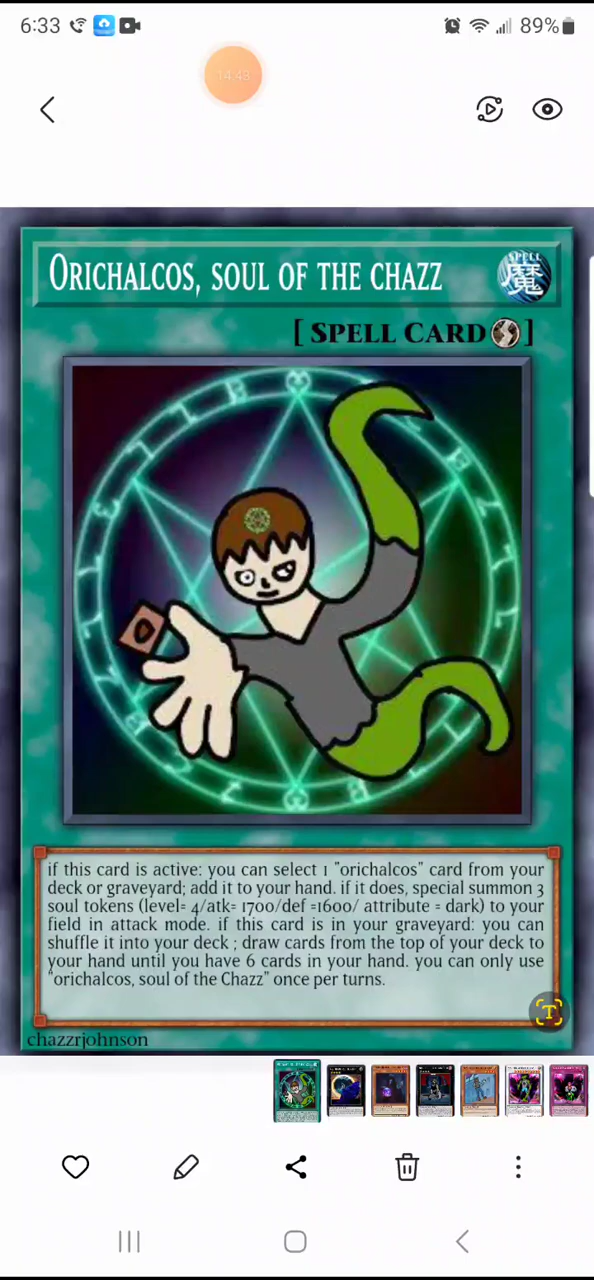 6:33
89%
14:48
ORICHALCOS, SOUL OF THE CHAZZ
SPELL
魔
[ SPELL CARD ]
if this card is active: you can select 1 "orichalcos" card from your
deck or graveyard; add it to your hand. if it does, special summon 3
soul tokens (level= 4/atk= 1700/def =1600/ attribute = dark) to your
field in attack mode. if this card is in your graveyard: you can
shuffle it into your deck ; draw cards from the top of your deck to
your hand until you have 6 cards in your hand. you can only use
"orichalcos, soul of the Chazz" once per turns.
T
chazzrjohnson